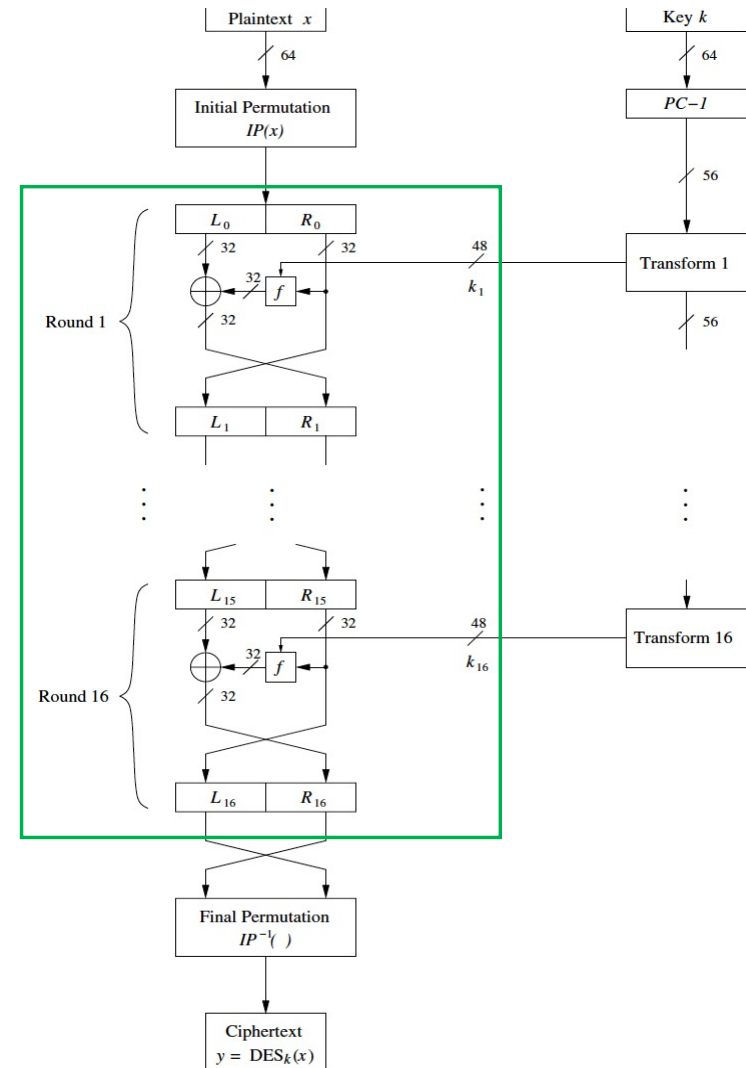 Plaintext x
64
Initial Permutation
IP(x)
L0 R0
32 32
32 f
32
Round 1
L1 R1
⋮ ⋮ ⋮
L15 R15
32 32
32 f
32
Round 16
L16 R16
Final Permutation
IP⁻¹( )
Ciphertext
y = DESk(x)
48
k1
48
k16
Key k
64
PC−1
56
Transform 1
56
⋮
Transform 16